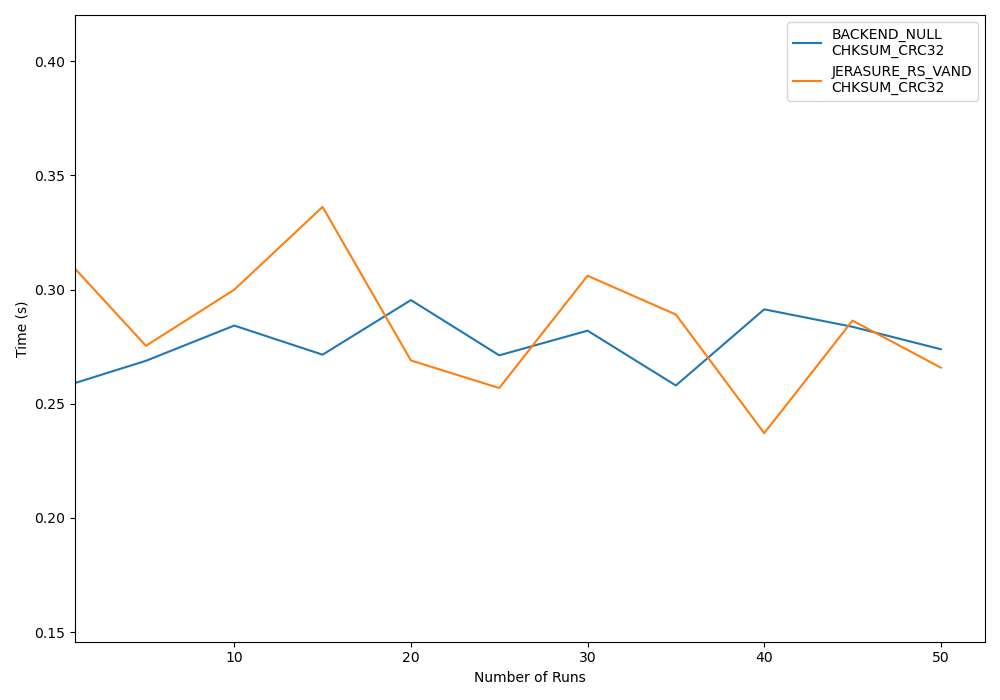 BACKEND_NULL
CHKSUM_CRC32
JERASURE_RS_VAND
CHKSUM_CRC32
0.40
0.35
0.30
0.25
0.20
0.15
Time (s)
10 20 30 40 50
Number of Runs